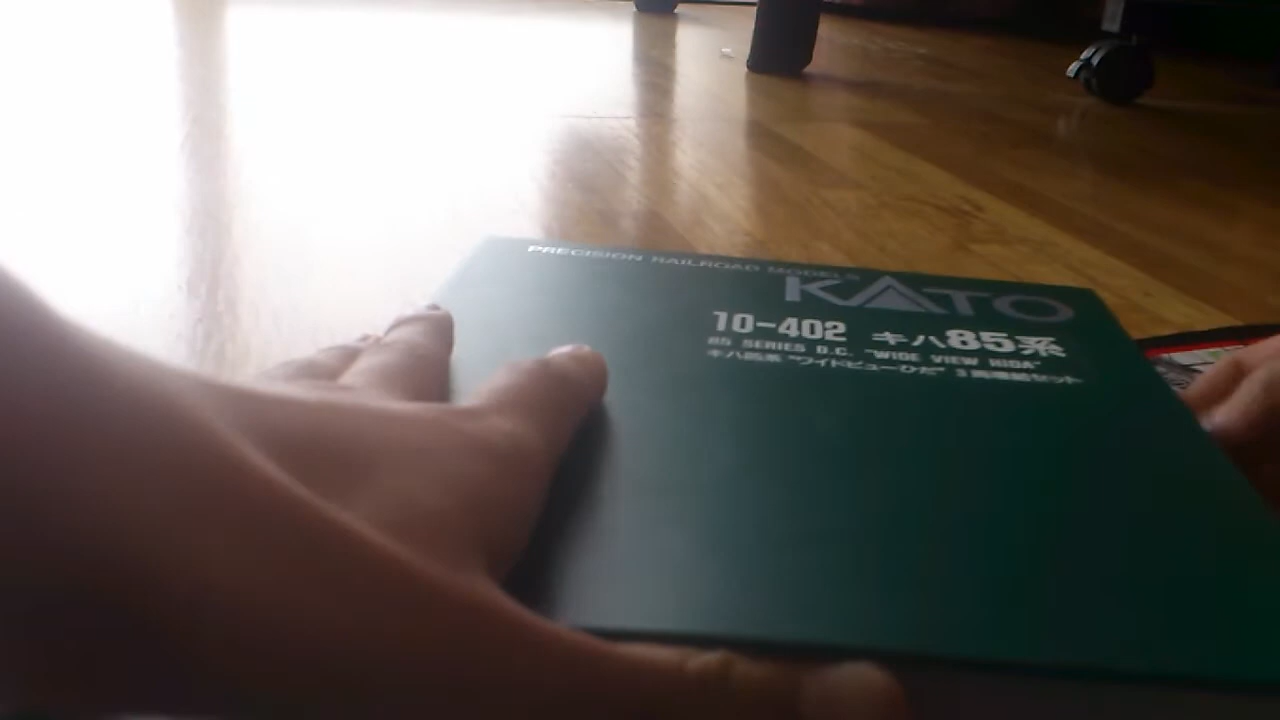 PRECISION RAILROAD MODELS
KATO
10-402 キハ85系
85 SERIES D.C. "WIDE VIEW HIDA"
キハ85系 "ワイドビューひだ" 3両増結セット